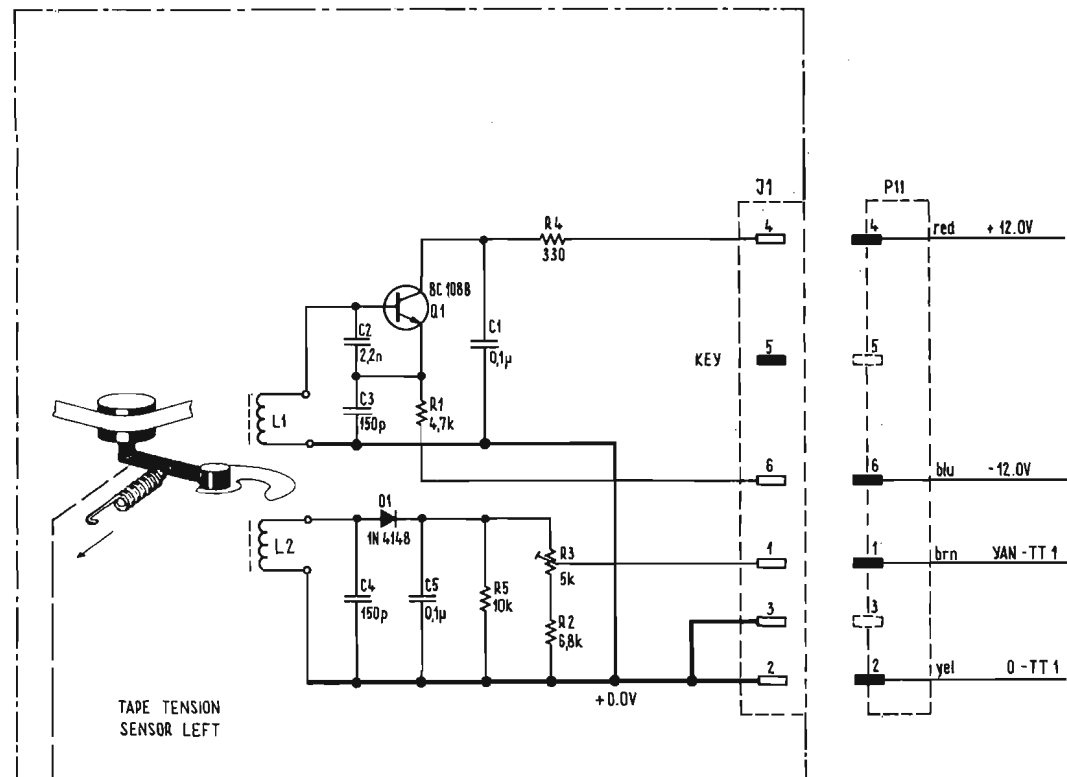 J1
P11
4
4
red
+12.0V
R4
330
BC 108B
Q1
C1
0,1µ
C2
2,2n
KEY
5
5
C3
150p
R1
4,7k
L1
6
6
blu
-12.0V
D1
1N 4148
L2
1
1
brn
YAN-TT 1
R3
5k
C4
150p
C5
0,1µ
R5
10k
R2
6,8k
3
3
2
2
yel
0-TT 1
+0.0V
TAPE TENSION
SENSOR LEFT